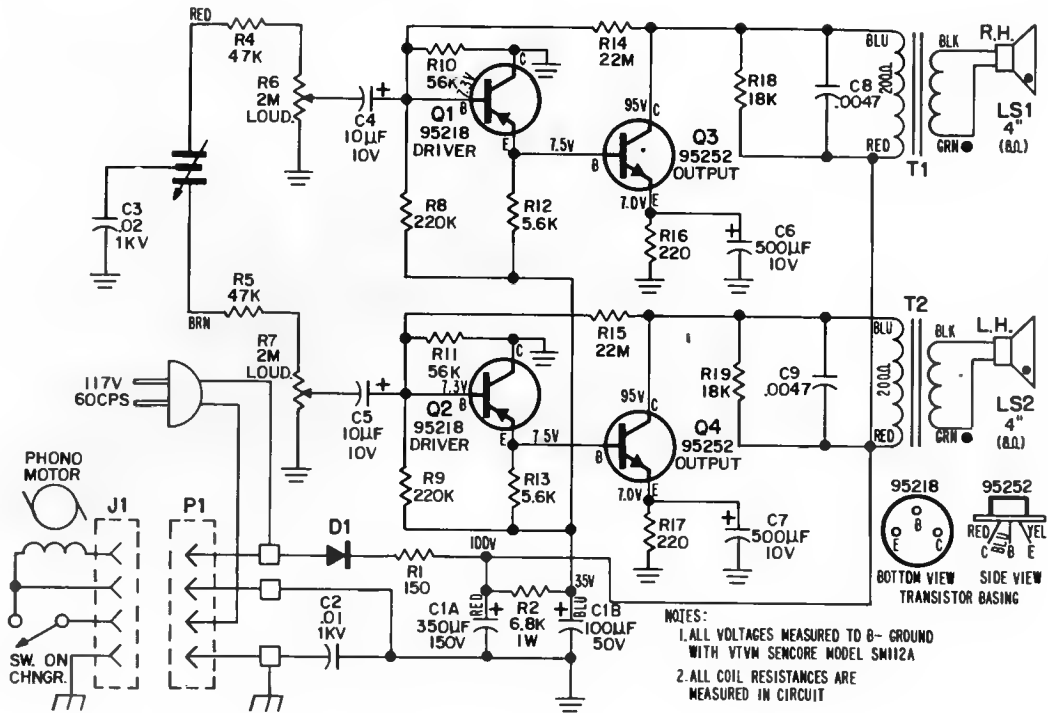 RED
R4
47K
R6
2M
LOUD.
C4
10µF
10V
R10
56K
7.3V
B
C
E
Q1
95218
DRIVER
R8
220K
R12
5.6K
7.5V
R14
22M
95V
C
B
7.0V
E
Q3
95252
OUTPUT
R16
220
C6
500µF
10V
R18
18K
C8
.0047
BLU
200Ω
RED
T1
BLK
GRN
R.H.
LS1
4"
(8Ω)
C3
.02
1KV
R5
47K
BRN
R7
2M
LOUD.
C5
10µF
10V
R11
56K
7.3V
B
C
E
Q2
95218
DRIVER
R9
220K
R13
5.6K
7.5V
R15
22M
95V
C
B
7.0V
E
Q4
95252
OUTPUT
R17
220
C7
500µF
10V
R19
18K
C9
.0047
BLU
200Ω
RED
T2
BLK
GRN
L.H.
LS2
4"
(8Ω)
117V
60CPS
PHONO
MOTOR
J1
P1
SW. ON
CHNGR.
D1
R1
150
C2
.01
1KV
100V
RED
C1A
350µF
150V
R2
6.8K
1W
35V
BLU
C1B
100µF
50V
95218
B
E
C
BOTTOM VIEW
95252
RED
BLU
YEL
C
B
E
SIDE VIEW
TRANSISTOR BASING
NOTES:
1. ALL VOLTAGES MEASURED TO B- GROUND
WITH VTVM SENCORE MODEL SM112A
2. ALL COIL RESISTANCES ARE
MEASURED IN CIRCUIT